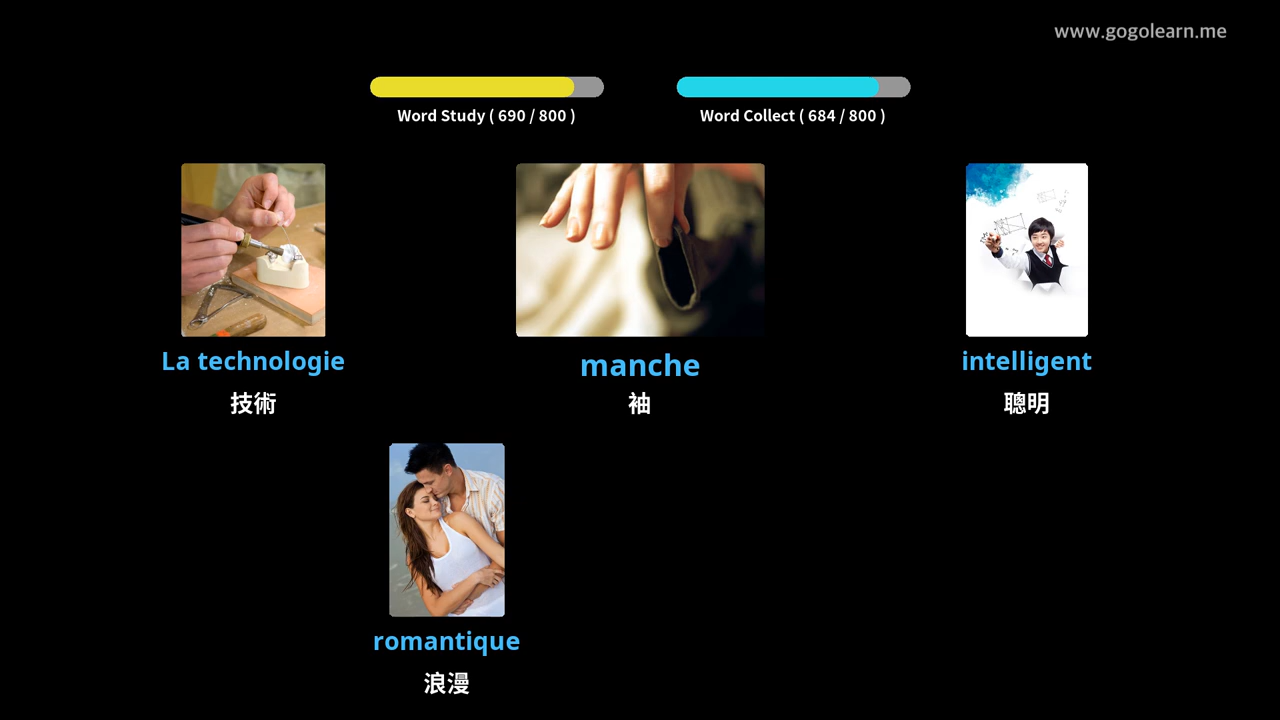 www.gogolearn.me
Word Study ( 690 / 800 )
Word Collect ( 684 / 800 )
La technologie
技術
manche
袖
intelligent
聰明
romantique
浪漫